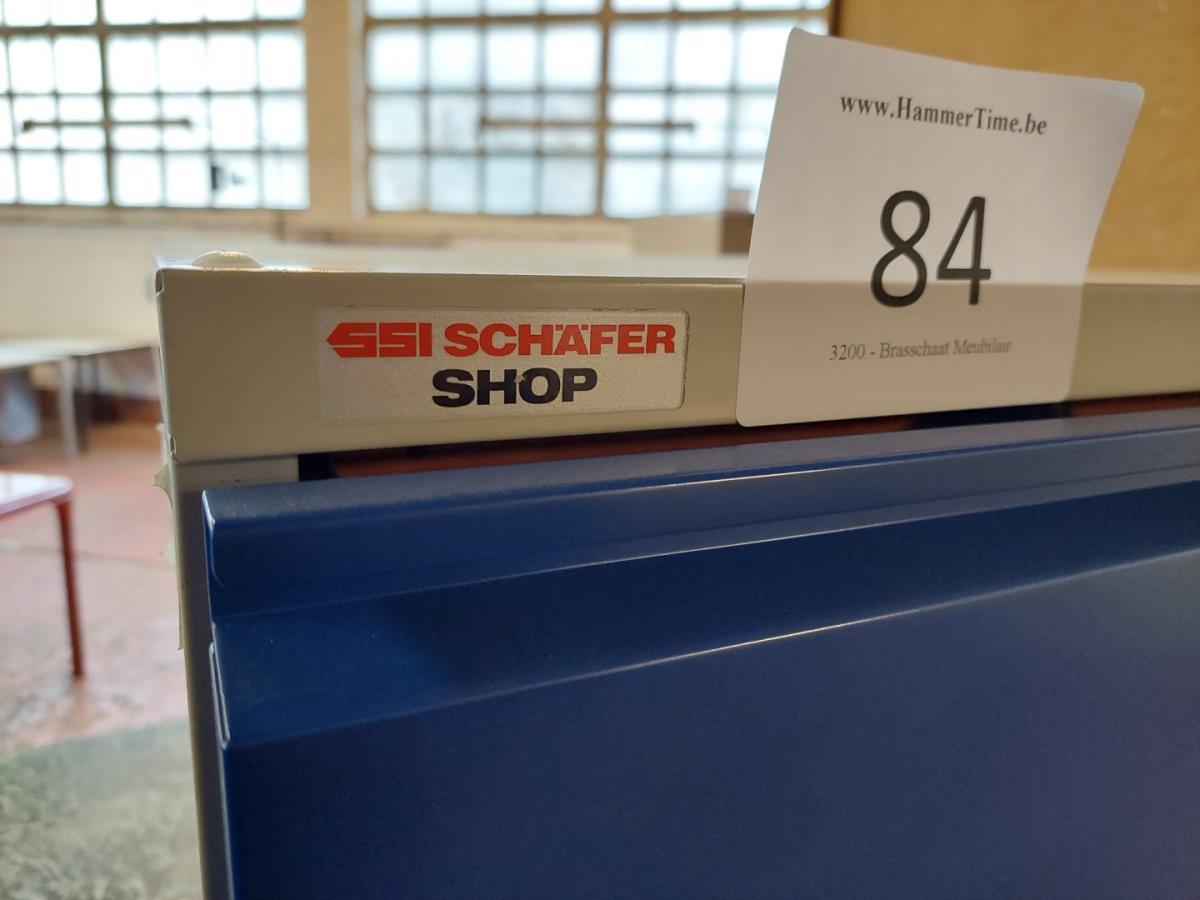 www.HammerTime.be
84
3200 - Brasschaat Meubilair
SSI SCHÄFER
SHOP